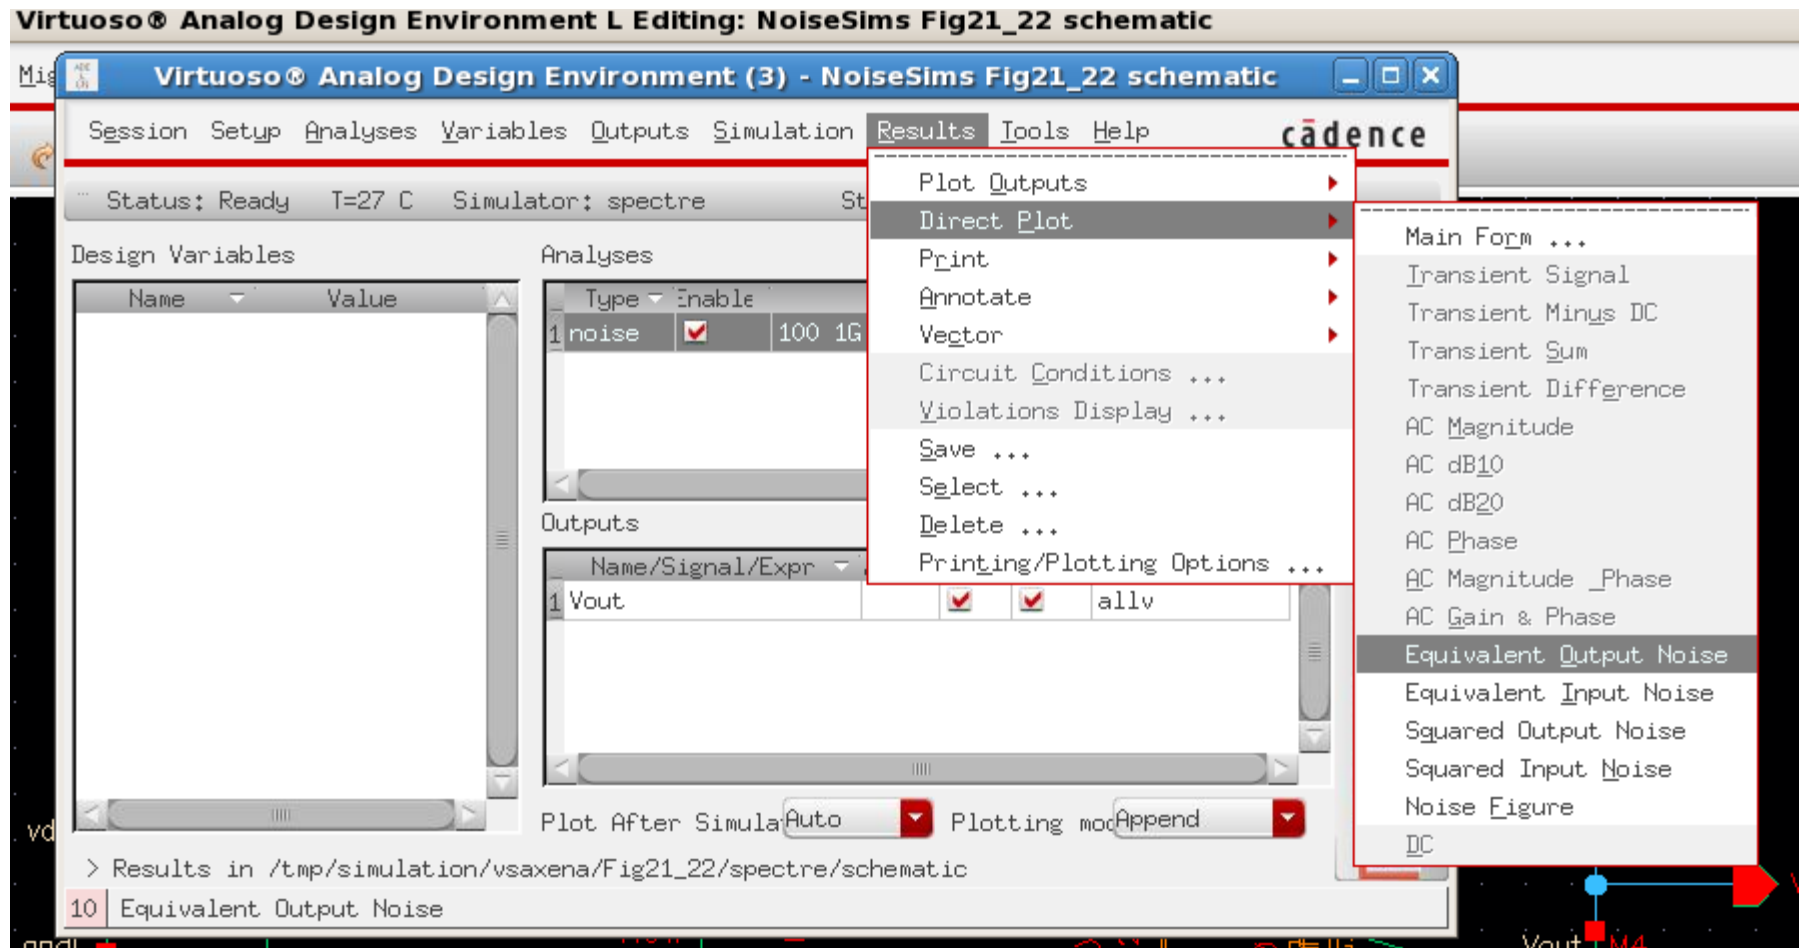 Virtuoso® Analog Design Environment L Editing: NoiseSims Fig21_22 schematic
Virtuoso® Analog Design Environment (3) - NoiseSims Fig21_22 schematic
Session Setup Analyses Variables Outputs Simulation Results Tools Help cādence
Status: Ready T=27 C Simulator: spectre
Design Variables
Name Value
Analyses
Type Enable
1 noise 100 1G
Outputs
Name/Signal/Expr
1 Vout allv
Plot After Simula Auto Plotting mod Append
> Results in /tmp/simulation/vsaxena/Fig21_22/spectre/schematic
10 Equivalent Output Noise
Plot Outputs
Direct Plot
Print
Annotate
Vector
Circuit Conditions ...
Violations Display ...
Save ...
Select ...
Delete ...
Printing/Plotting Options ...
Main Form ...
Transient Signal
Transient Minus DC
Transient Sum
Transient Difference
AC Magnitude
AC dB10
AC dB20
AC Phase
AC Magnitude _Phase
AC Gain & Phase
Equivalent Output Noise
Equivalent Input Noise
Squared Output Noise
Squared Input Noise
Noise Figure
DC
Vout M4